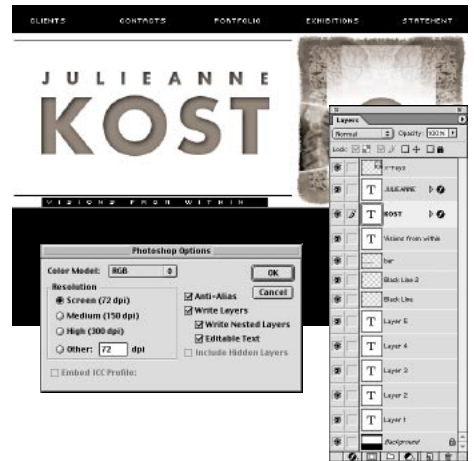 CLIENTS CONTACTS PORTFOLIO EXHIBITIONS STATEMENT
JULIEANNE
KOST
VISIONS FROM WITHIN
Photoshop Options
Color Model: RGB
OK
Cancel
Resolution
Screen (72 dpi)
Medium (150 dpi)
High (300 dpi)
Other: 72 dpi
Anti-Alias
Write Layers
Write Nested Layers
Editable Text
Include Hidden Layers
Embed ICC Profile:
Layers
Normal Opacity: 100%
Lock:
x-rays
T JULIEANNE
T KOST
T Visions from within
bar
Black Line 2
Black Line
T Layer 5
T Layer 4
T Layer 3
T Layer 2
T Layer 1
Background